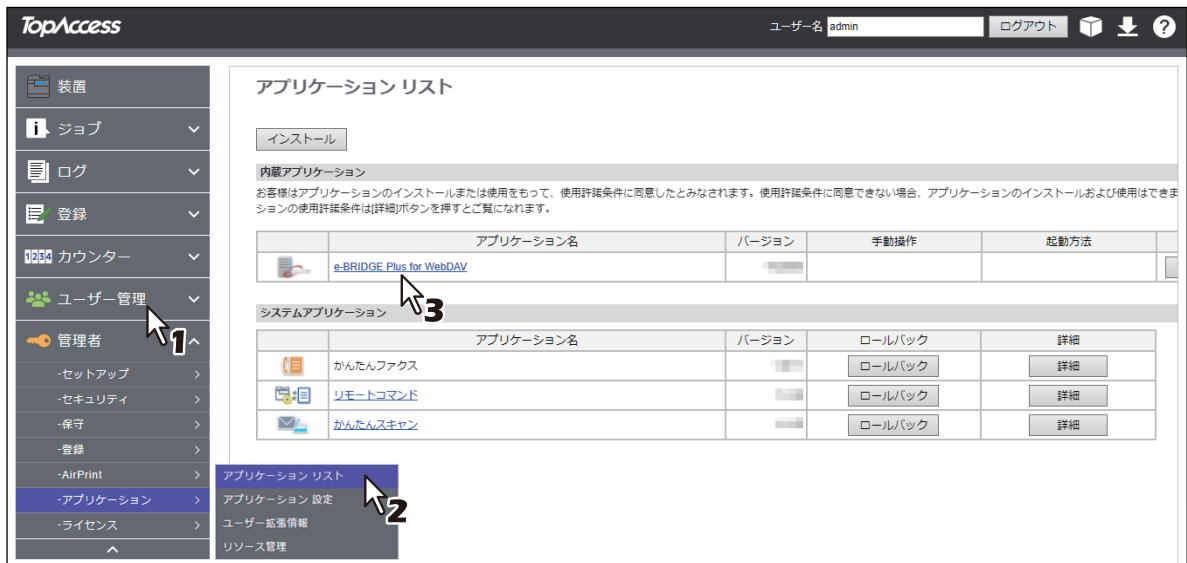 TopAccess
ユーザー名 admin ログアウト ?
装置
ジョブ
ログ
登録
1234 カウンター
ユーザー管理
1
管理者
-セットアップ
-セキュリティ
-保守
-登録
-AirPrint
-アプリケーション
-ライセンス
アプリケーション リスト
アプリケーション 設定
ユーザー拡張情報
リソース管理
2
アプリケーション リスト
インストール
内蔵アプリケーション
お客様はアプリケーションのインストールまたは使用をもって、使用許諾条件に同意したとみなされます。使用許諾条件に同意できない場合、アプリケーションのインストールおよび使用はできま
ションの使用許諾条件は[詳細]ボタンを押すとご覧になれます。
アプリケーション名 バージョン 手動操作 起動方法
e-BRIDGE Plus for WebDAV
3
システムアプリケーション
アプリケーション名 バージョン ロールバック 詳細
かんたんファクス ロールバック 詳細
リモートコマンド ロールバック 詳細
かんたんスキャン ロールバック 詳細